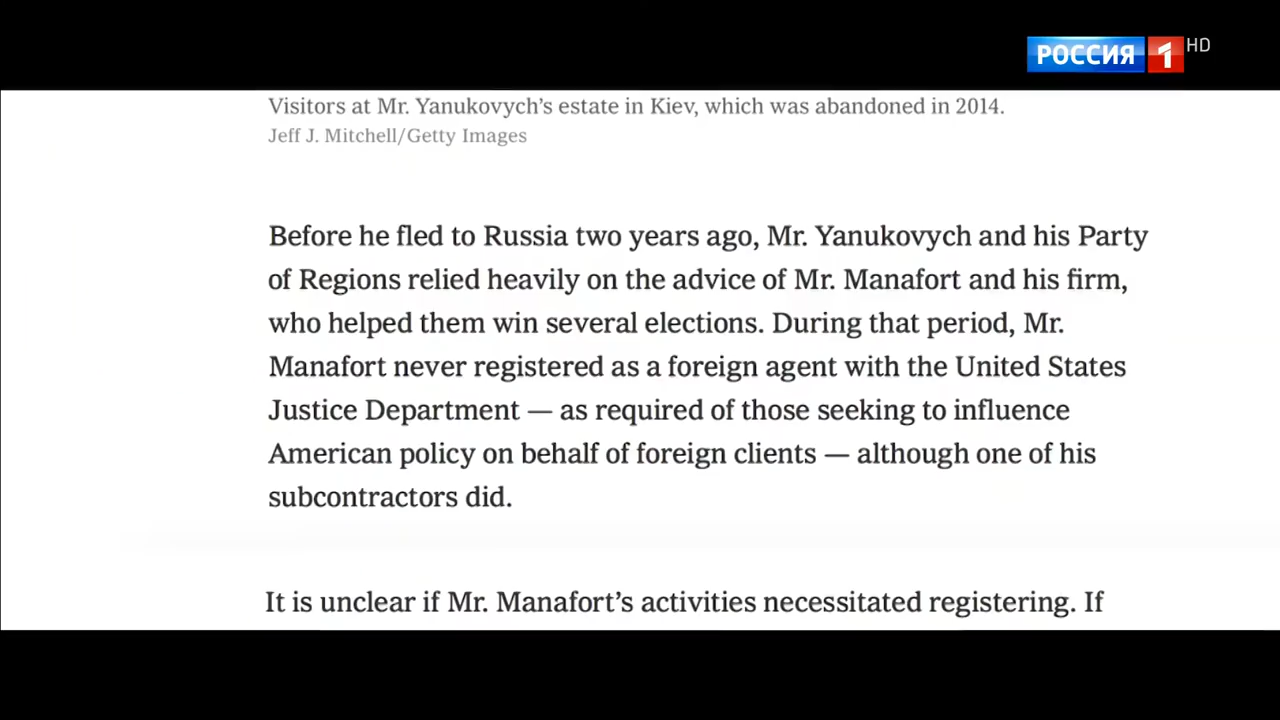 РОССИЯ 1 HD
Visitors at Mr. Yanukovych’s estate in Kiev, which was abandoned in 2014.
Jeff J. Mitchell/Getty Images
Before he fled to Russia two years ago, Mr. Yanukovych and his Party
of Regions relied heavily on the advice of Mr. Manafort and his firm,
who helped them win several elections. During that period, Mr.
Manafort never registered as a foreign agent with the United States
Justice Department — as required of those seeking to influence
American policy on behalf of foreign clients — although one of his
subcontractors did.
It is unclear if Mr. Manafort’s activities necessitated registering. If